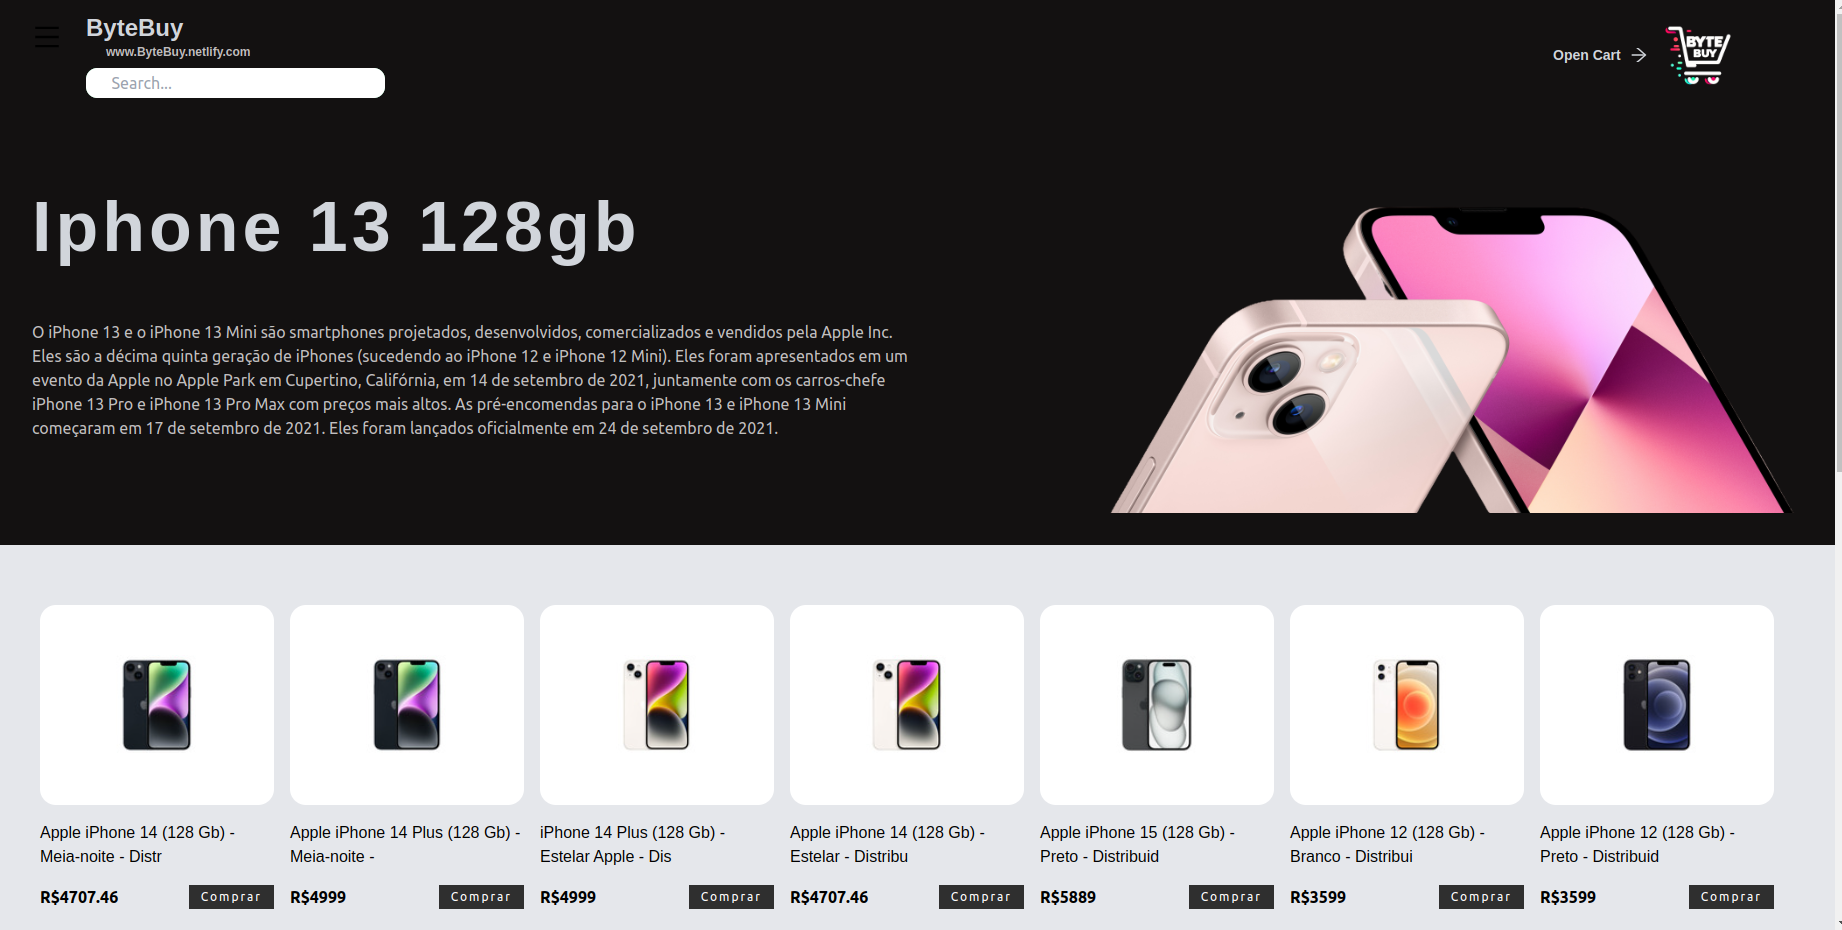 ByteBuy
www.ByteBuy.netlify.com
Search...
Open Cart
BYTE
BUY
Iphone 13 128gb
O iPhone 13 e o iPhone 13 Mini são smartphones projetados, desenvolvidos, comercializados e vendidos pela Apple Inc.
Eles são a décima quinta geração de iPhones (sucedendo ao iPhone 12 e iPhone 12 Mini). Eles foram apresentados em um
evento da Apple no Apple Park em Cupertino, Califórnia, em 14 de setembro de 2021, juntamente com os carros-chefe
iPhone 13 Pro e iPhone 13 Pro Max com preços mais altos. As pré-encomendas para o iPhone 13 e iPhone 13 Mini
começaram em 17 de setembro de 2021. Eles foram lançados oficialmente em 24 de setembro de 2021.
Apple iPhone 14 (128 Gb) -
Meia-noite - Distr
R$4707.46
Comprar
Apple iPhone 14 Plus (128 Gb) -
Meia-noite -
R$4999
Comprar
iPhone 14 Plus (128 Gb) -
Estelar Apple - Dis
R$4999
Comprar
Apple iPhone 14 (128 Gb) -
Estelar - Distribu
R$4707.46
Comprar
Apple iPhone 15 (128 Gb) -
Preto - Distribuid
R$5889
Comprar
Apple iPhone 12 (128 Gb) -
Branco - Distribui
R$3599
Comprar
Apple iPhone 12 (128 Gb) -
Preto - Distribuid
R$3599
Comprar